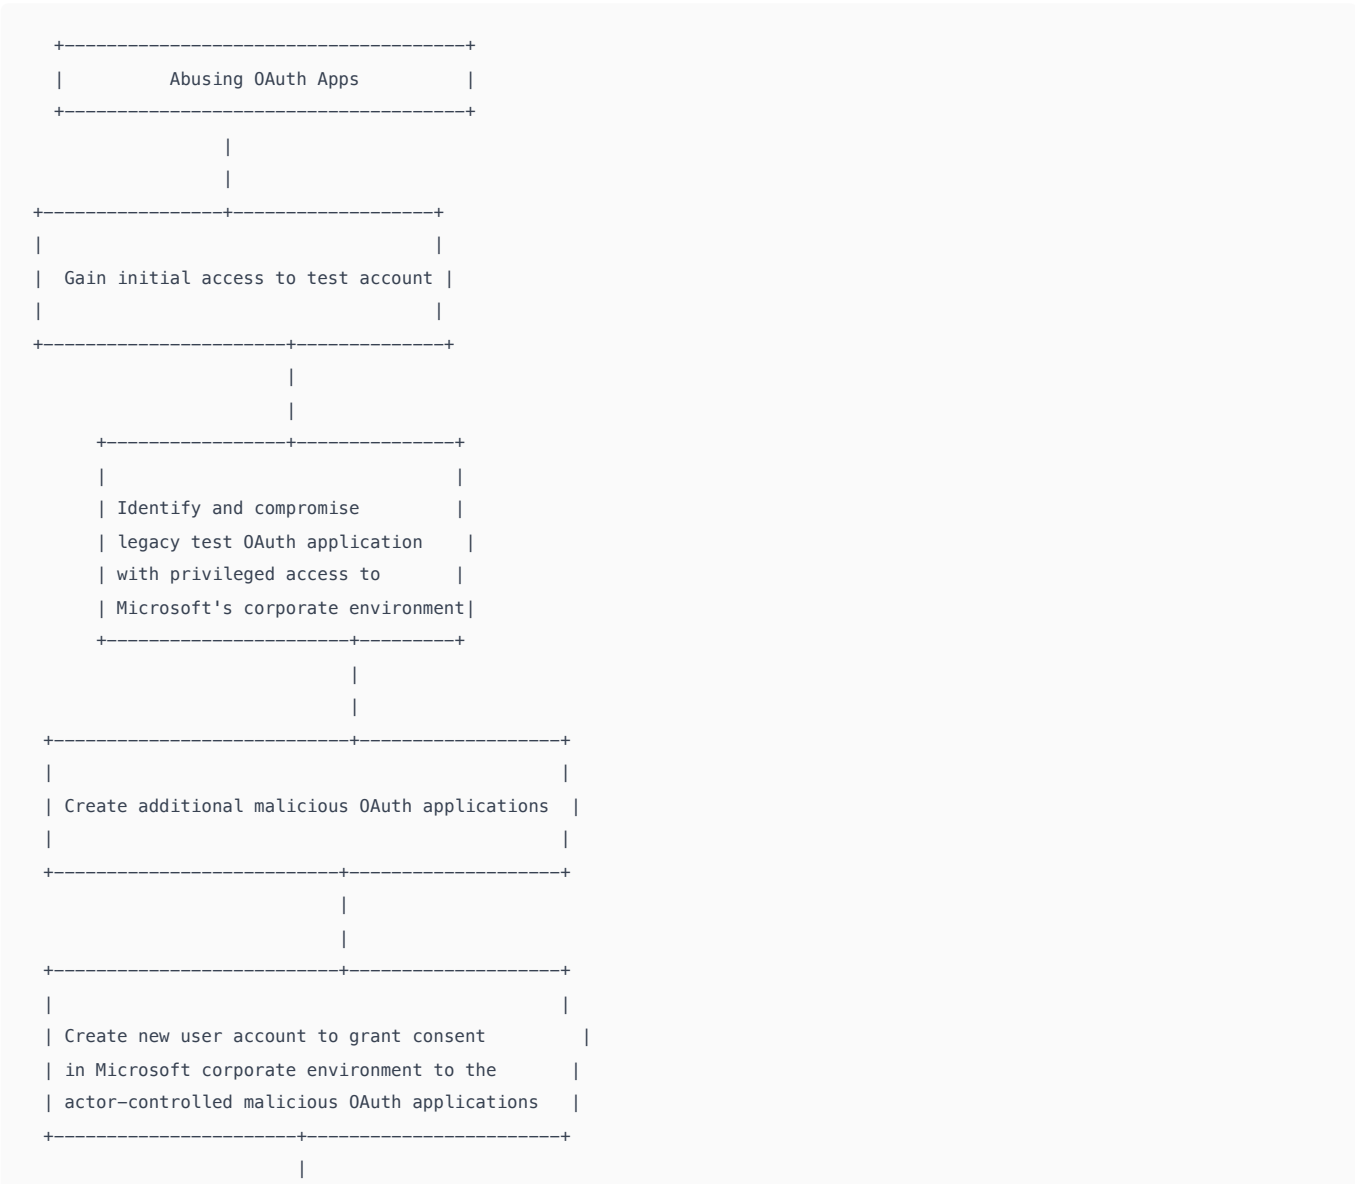 Abusing OAuth Apps
Gain initial access to test account
Identify and compromise
legacy test OAuth application
with privileged access to
Microsoft's corporate environment
Create additional malicious OAuth applications
Create new user account to grant consent
in Microsoft corporate environment to the
actor-controlled malicious OAuth applications